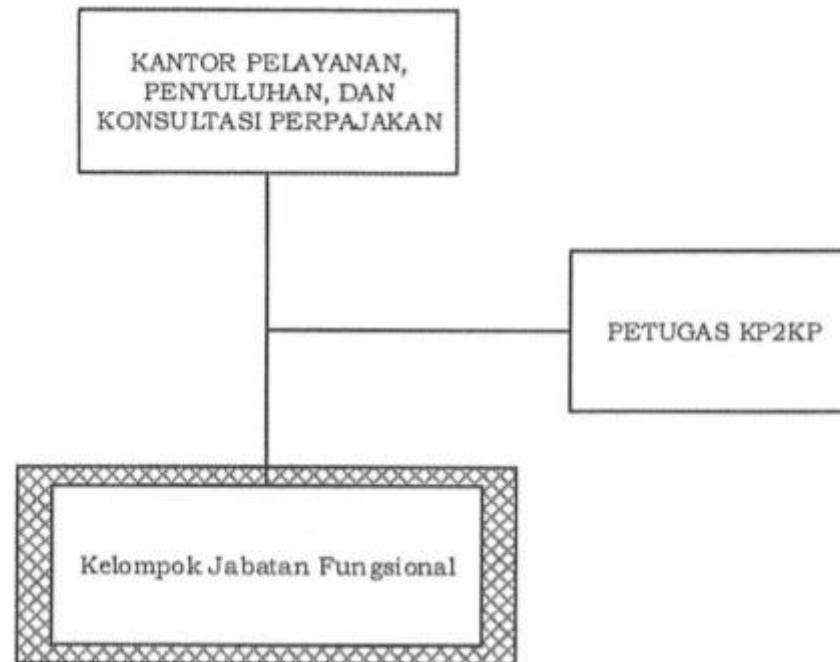 KANTOR PELAYANAN,
PENYULUHAN, DAN
KONSULTASI PERPAJAKAN
PETUGAS KP2KP
Kelompok Jabatan Fungsional